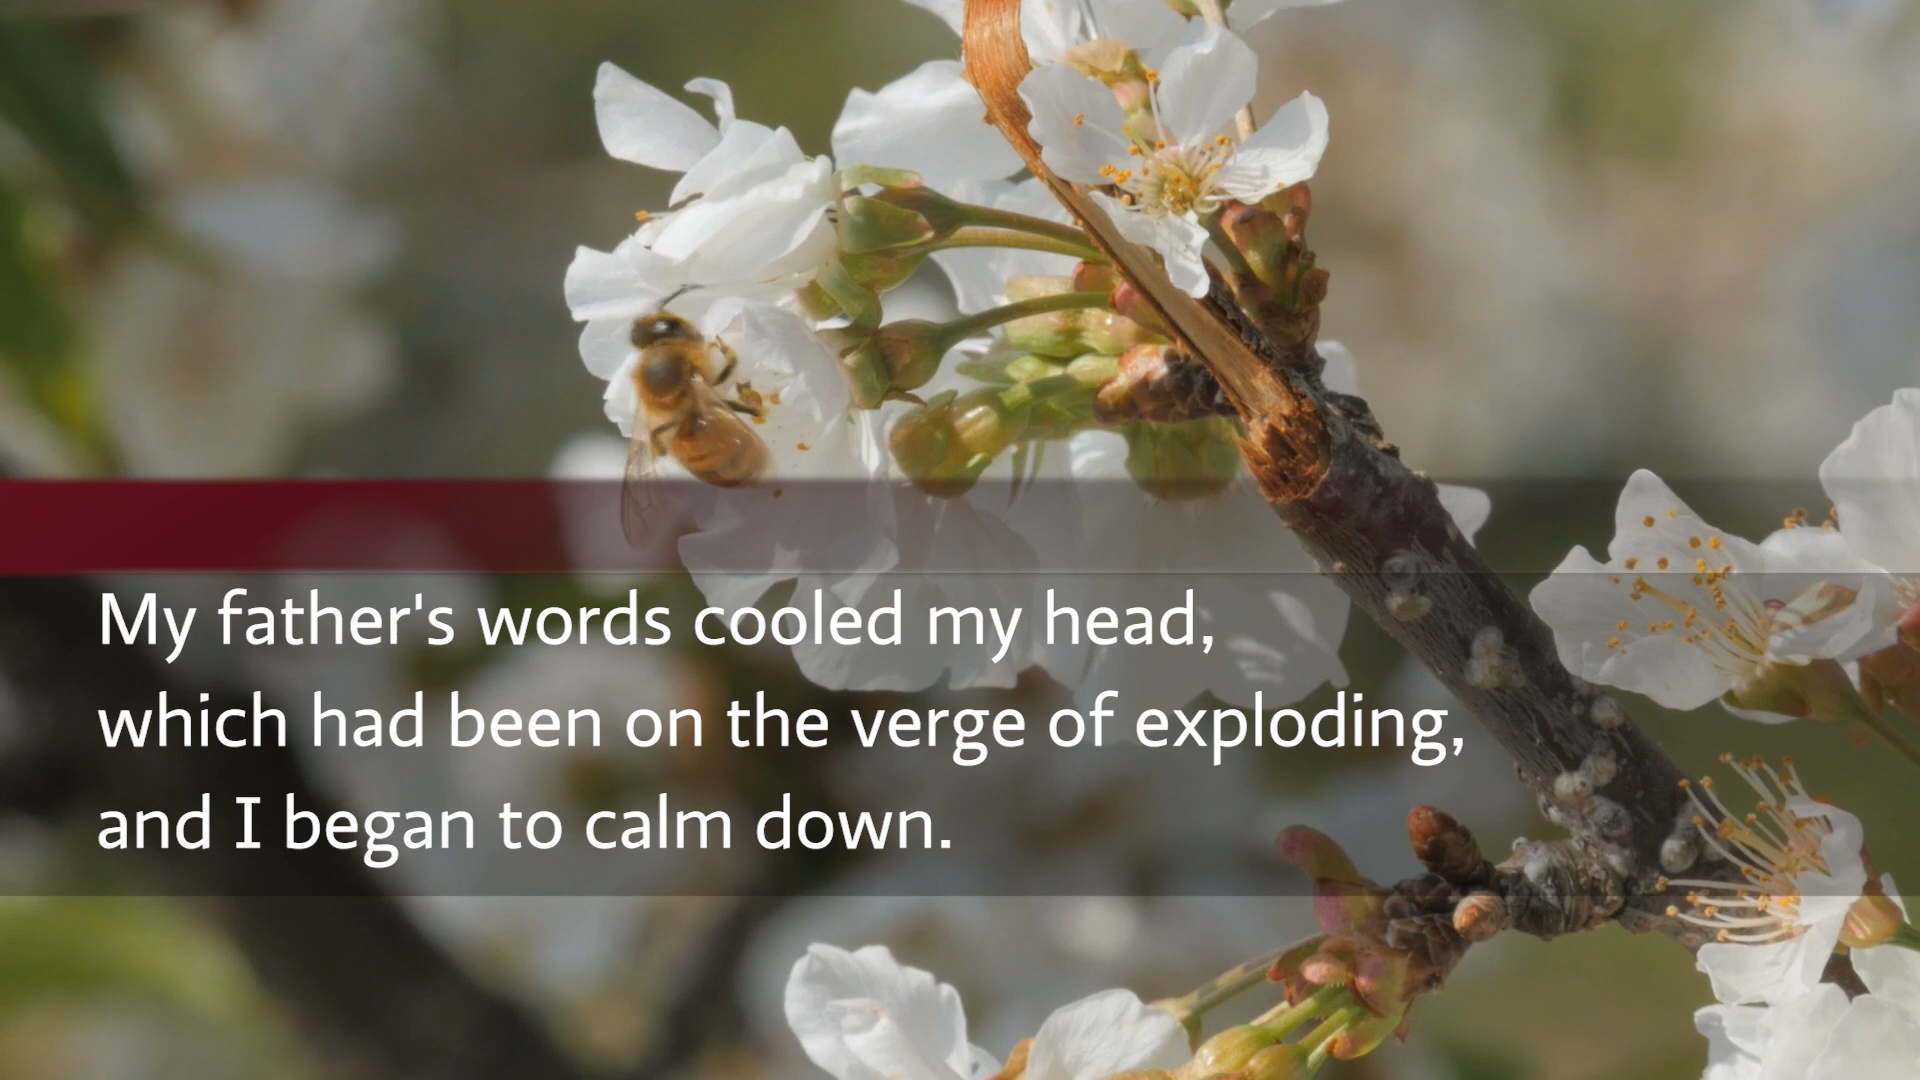 My father's words cooled my head,
which had been on the verge of exploding,
and I began to calm down.